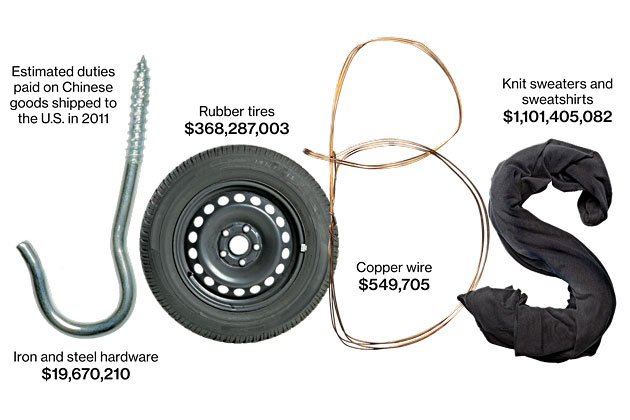 Estimated duties
paid on Chinese
goods shipped to
the U.S. in 2011
Iron and steel hardware
$19,670,210
Rubber tires
$368,287,003
Copper wire
$549,705
Knit sweaters and
sweatshirts
$1,101,405,082